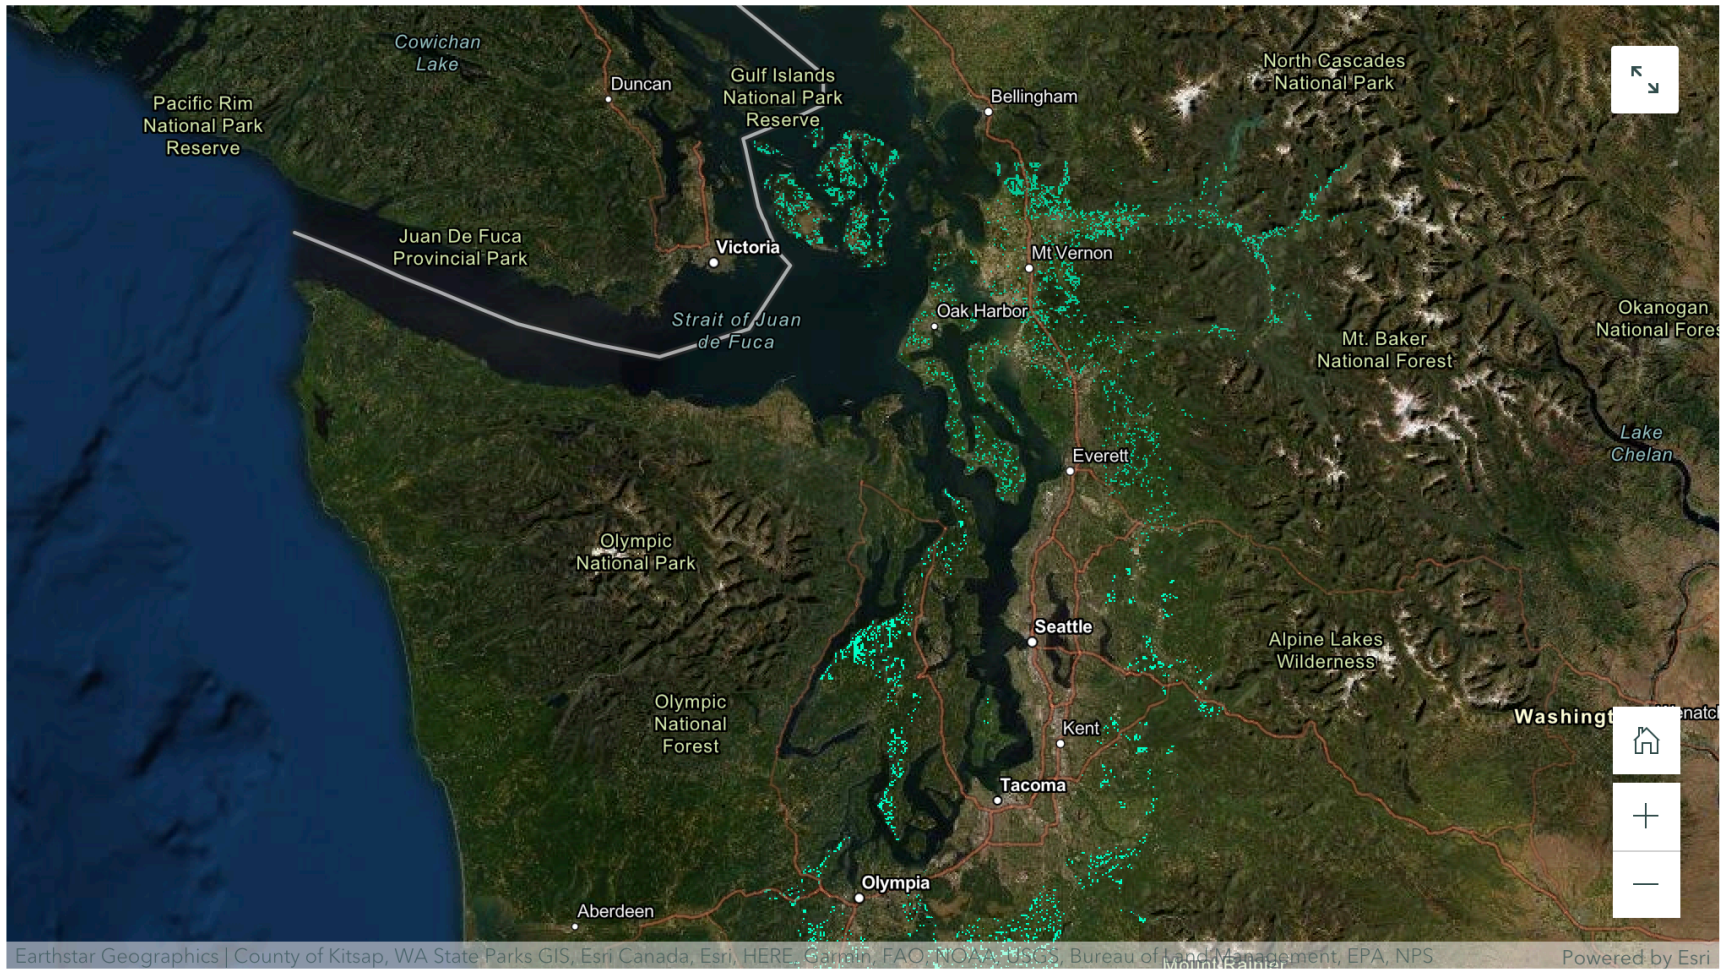 Cowichan
Lake
Duncan
Gulf Islands
National Park
Reserve
Bellingham
North Cascades
National Park
Pacific Rim
National Park
Reserve
Juan De Fuca
Provincial Park
Victoria
Mt Vernon
Strait of Juan
de Fuca
Oak Harbor
Okanogan
National Fores
Mt. Baker
National Forest
Lake
Chelan
Everett
Olympic
National Park
Seattle
Alpine Lakes
Wilderness
Olympic
National
Forest
Washingt
enatch
Kent
Tacoma
Olympia
Aberdeen
Earthstar Geographics | County of Kitsap, WA State Parks GIS, Esri Canada, Esri, HERE, Garmin, FAO, NOAA, USGS, Bureau of Land Management, EPA, NPS
Powered by Esri
Mount Rainier